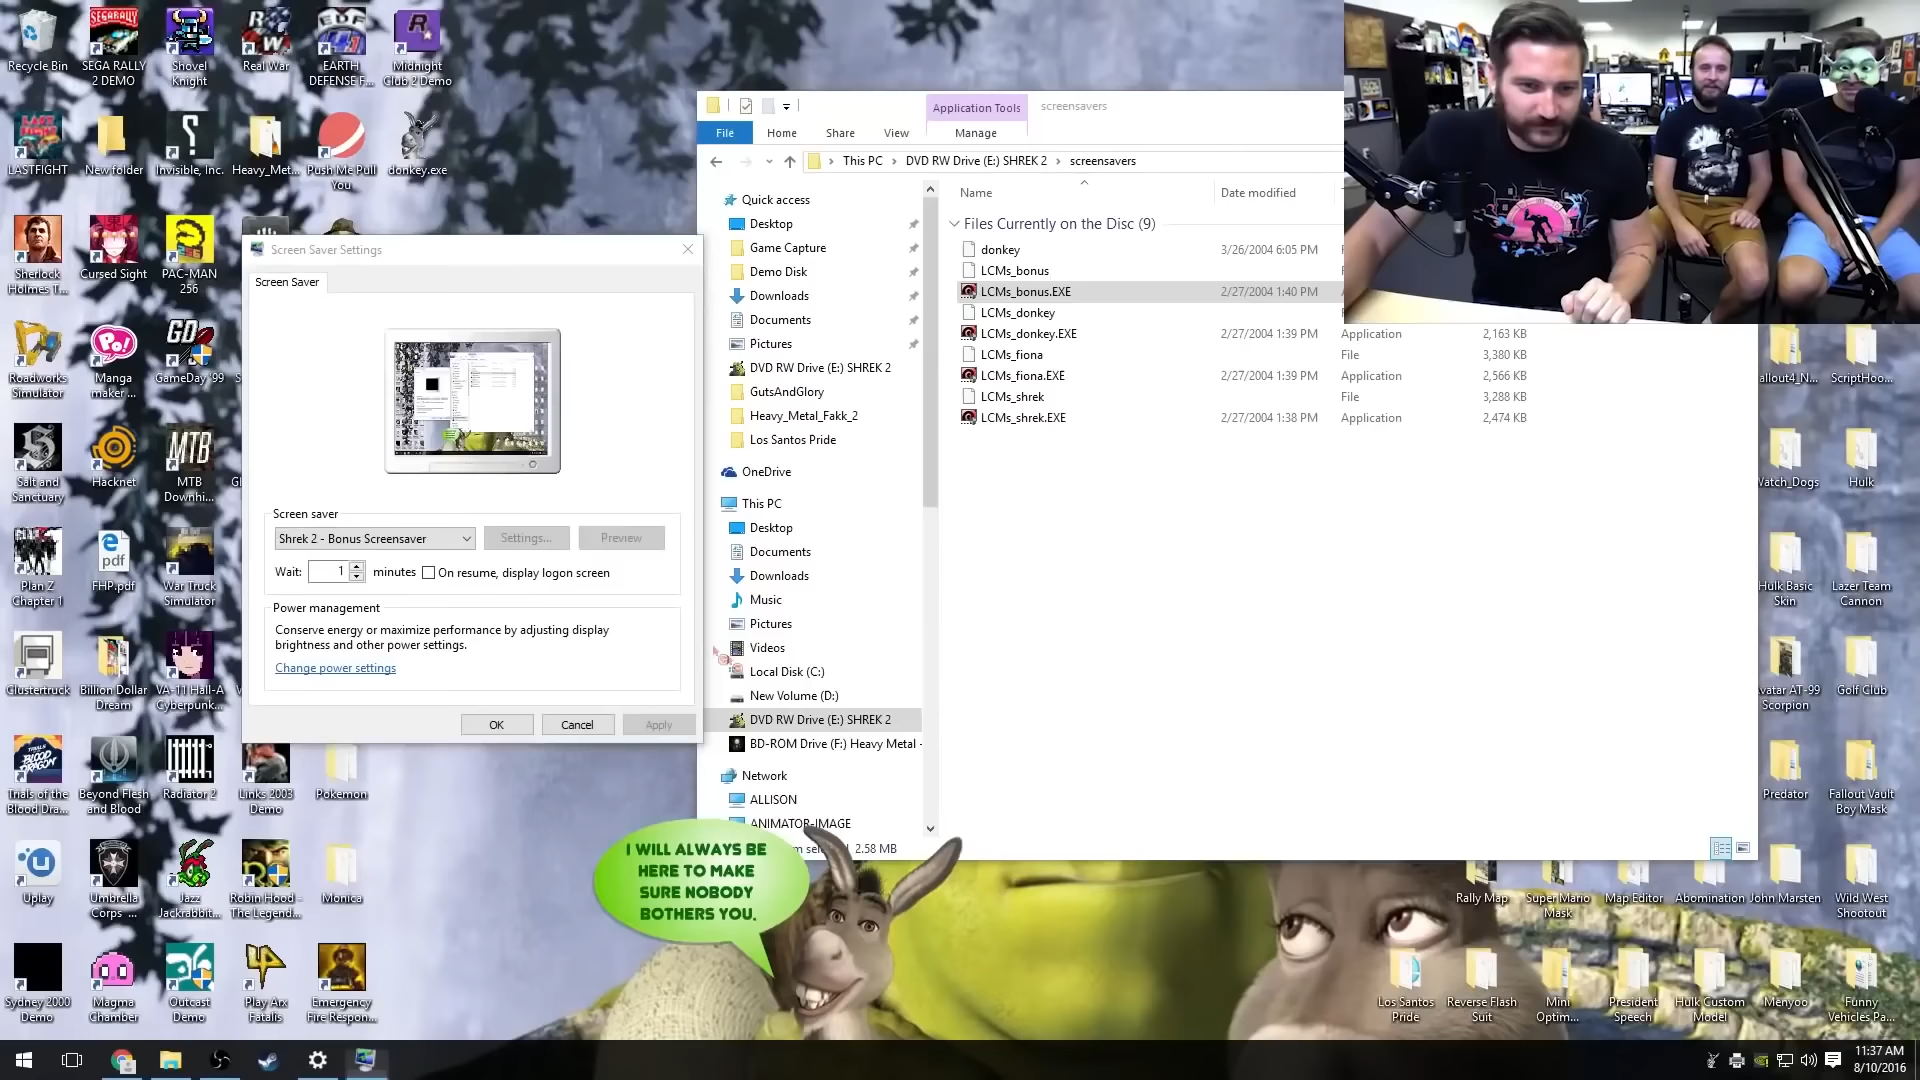 Recycle Bin
SEGA RALLY
2 DEMO
Shovel
Knight
Real War
EARTH
DEFENSE F...
Midnight
Club 2 Demo
LASTFIGHT
New folder
Invisible, Inc.
Heavy_Met...
Push Me Pull
You
donkey.exe
Sherlock
Holmes T...
Cursed Sight
PAC-MAN
256
Roadworks
Simulator
Manga
maker ...
GameDay '99
Salt and
Sanctuary
Hacknet
MTB
Downhi...
Plan Z
Chapter 1
FHP.pdf
War Truck
Simulator
Clustertruck
Billion Dollar
Dream
VA-11 Hall-A
Cyberpunk...
Trials of the
Blood Dra...
Beyond Flesh
and Blood
Radiator 2
Links 2003
Demo
Pokemon
Uplay
Umbrella
Corps ...
Jazz
Jackrabbit...
Robin Hood -
The Legend...
Monica
Sydney 2000
Demo
Magma
Chamber
Outcast
Demo
Play Arx
Fatalis
Emergency
Fire Respon...
Screen Saver Settings
Screen Saver
Screen saver
Shrek 2 - Bonus Screensaver
Settings...
Preview
Wait:
1
minutes
On resume, display logon screen
Power management
Conserve energy or maximize performance by adjusting display
brightness and other power settings.
Change power settings
OK
Cancel
Apply
Application Tools
screensavers
File
Home
Share
View
Manage
This PC
DVD RW Drive (E:) SHREK 2
screensavers
Quick access
Desktop
Game Capture
Demo Disk
Downloads
Documents
Pictures
DVD RW Drive (E:) SHREK 2
GutsAndGlory
Heavy_Metal_Fakk_2
Los Santos Pride
OneDrive
This PC
Desktop
Documents
Downloads
Music
Pictures
Videos
Local Disk (C:)
New Volume (D:)
DVD RW Drive (E:) SHREK 2
BD-ROM Drive (F:) Heavy Metal -
Network
ALLISON
ANIMATOR-IMAGE
2.58 MB
Name
Date modified
Files Currently on the Disc (9)
donkey 3/26/2004 6:05 PM
LCMs_bonus
LCMs_bonus.EXE 2/27/2004 1:40 PM
LCMs_donkey
LCMs_donkey.EXE 2/27/2004 1:39 PM Application 2,163 KB
LCMs_fiona File 3,380 KB
LCMs_fiona.EXE 2/27/2004 1:39 PM Application 2,566 KB
LCMs_shrek File 3,288 KB
LCMs_shrek.EXE 2/27/2004 1:38 PM Application 2,474 KB
I WILL ALWAYS BE
HERE TO MAKE
SURE NOBODY
BOTHERS YOU.
allout4_N...
ScriptHoo...
Watch_Dogs
Hulk
Hulk Basic
Skin
Lazer Team
Cannon
Avatar AT-99
Scorpion
Golf Club
Predator
Fallout Vault
Boy Mask
Rally Map
Super Mario
Mask
Map Editor
Abomination
John Marsten
Wild West
Shootout
Los Santos
Pride
Reverse Flash
Suit
Mini
Optim...
President
Speech
Hulk Custom
Model
Menyoo
Funny
Vehicles Pa...
11:37 AM
8/10/2016